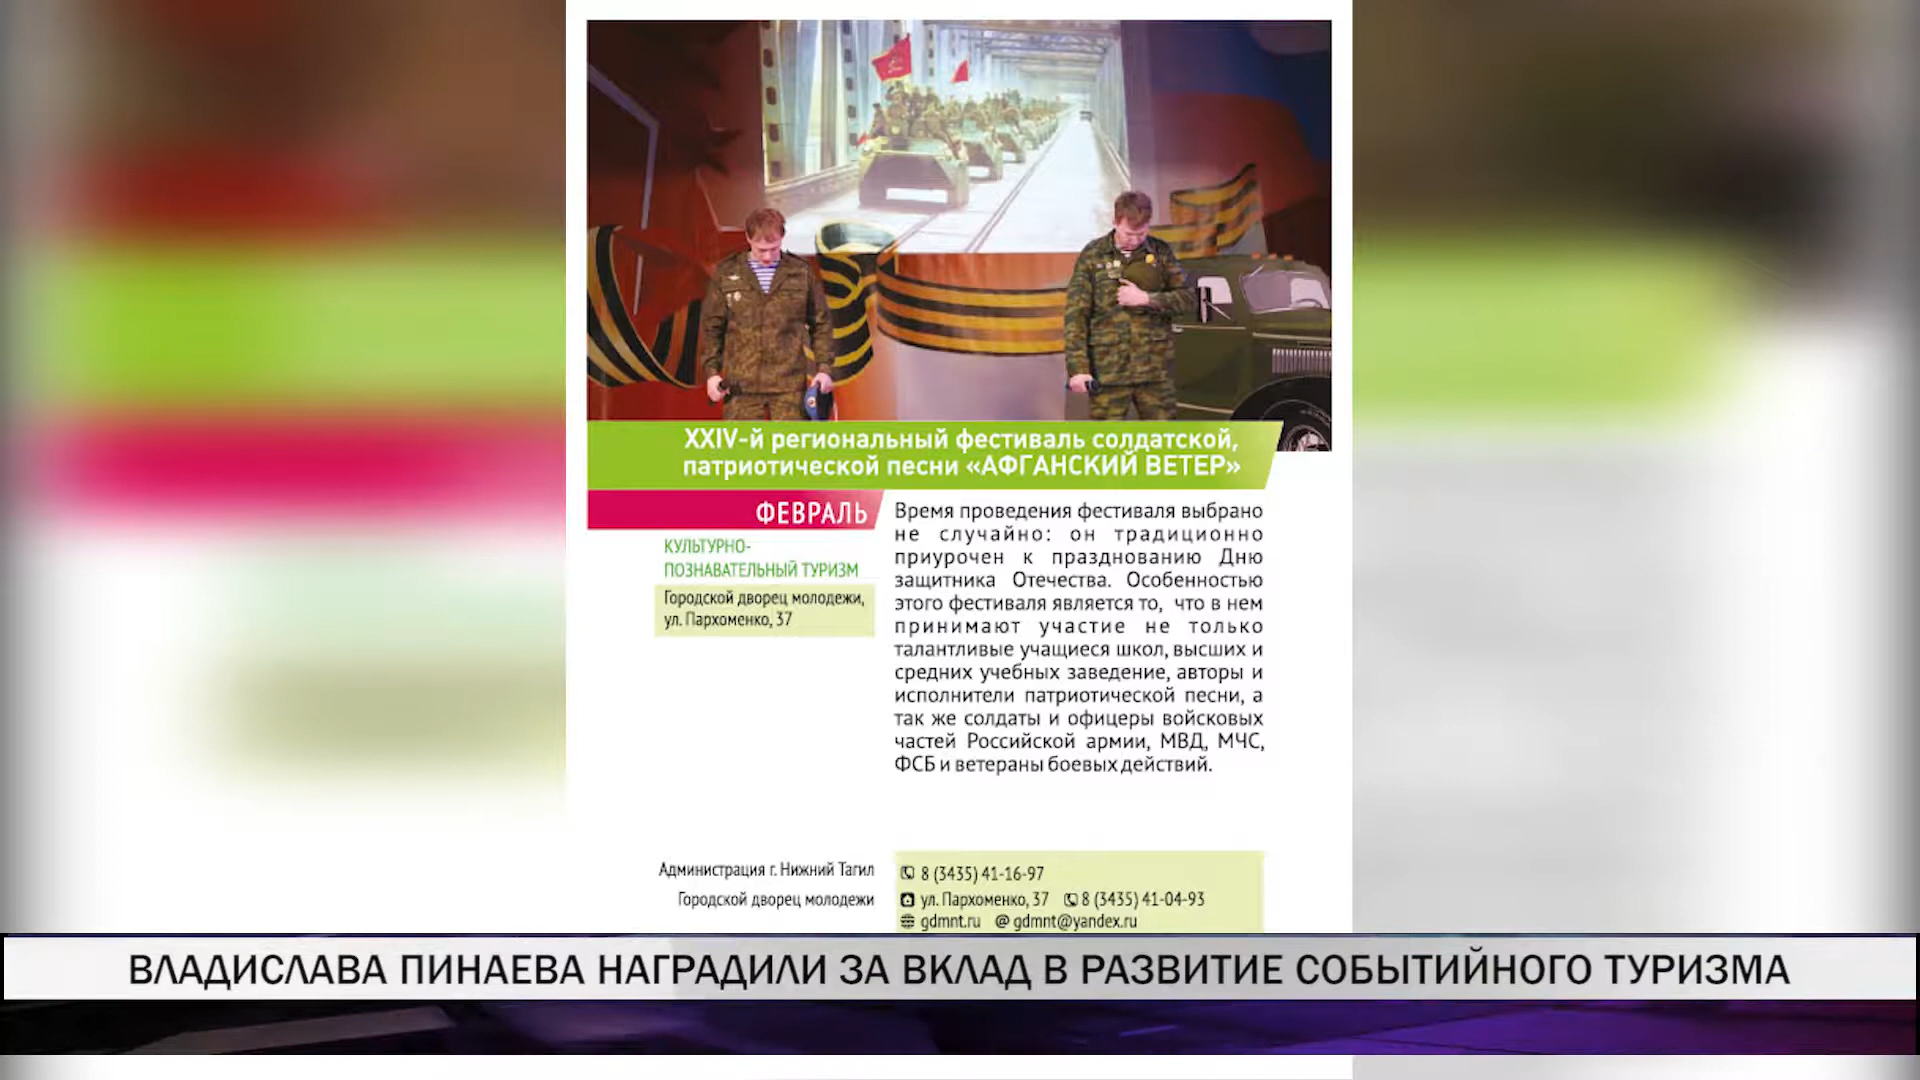 XXIV-й региональный фестиваль солдатской,
патриотической песни «АФГАНСКИЙ ВЕТЕР»
ФЕВРАЛЬ
КУЛЬТУРНО-
ПОЗНАВАТЕЛЬНЫЙ ТУРИЗМ
Городской дворец молодежи,
ул. Пархоменко, 37
Время проведения фестиваля выбрано
не случайно: он традиционно
приурочен к празднованию Дню
защитника Отечества. Особенностью
этого фестиваля является то, что в нем
принимают участие не только
талантливые учащиеся школ, высших и
средних учебных заведение, авторы и
исполнители патриотической песни, а
так же солдаты и офицеры войсковых
частей Российской армии, МВД, МЧС,
ФСБ и ветераны боевых действий.
Администрация г. Нижний Тагил
8 (3435) 41-16-97
Городской дворец молодежи
ул. Пархоменко, 37 8 (3435) 41-04-93
gdmnt.ru @ gdmnt@yandex.ru
ВЛАДИСЛАВА ПИНАЕВА НАГРАДИЛИ ЗА ВКЛАД В РАЗВИТИЕ СОБЫТИЙНОГО ТУРИЗМА